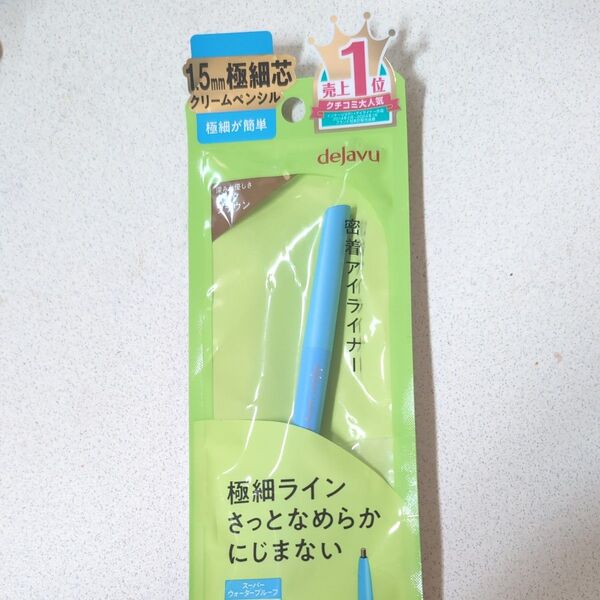 1.5mm極細芯
クリームペンシル
極細が簡単
売上1位
クチコミ大人気
dejavu
密着アイライナー
極細ライン
さっとなめらか
にじまない
スーパー
ウォータープルーフ